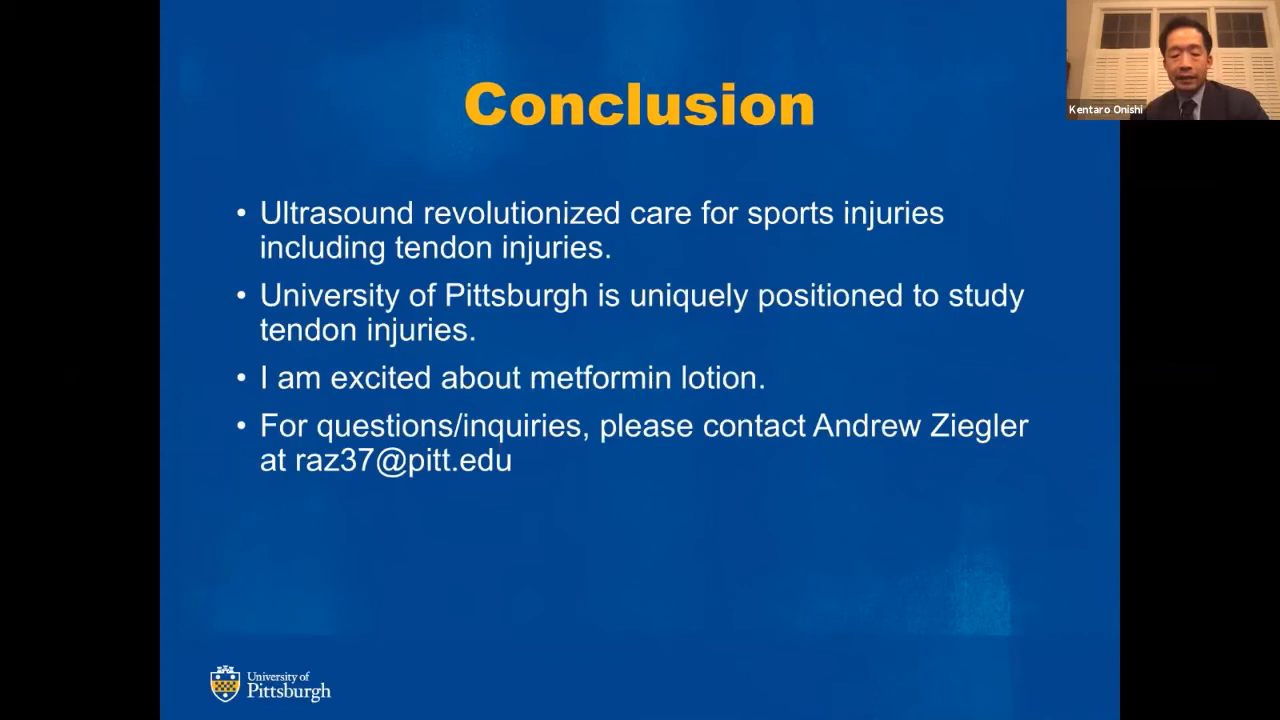 Conclusion
• Ultrasound revolutionized care for sports injuries
including tendon injuries.
• University of Pittsburgh is uniquely positioned to study
tendon injuries.
• I am excited about metformin lotion.
• For questions/inquiries, please contact Andrew Ziegler
at raz37@pitt.edu
University of
Pittsburgh
Kentaro Onishi